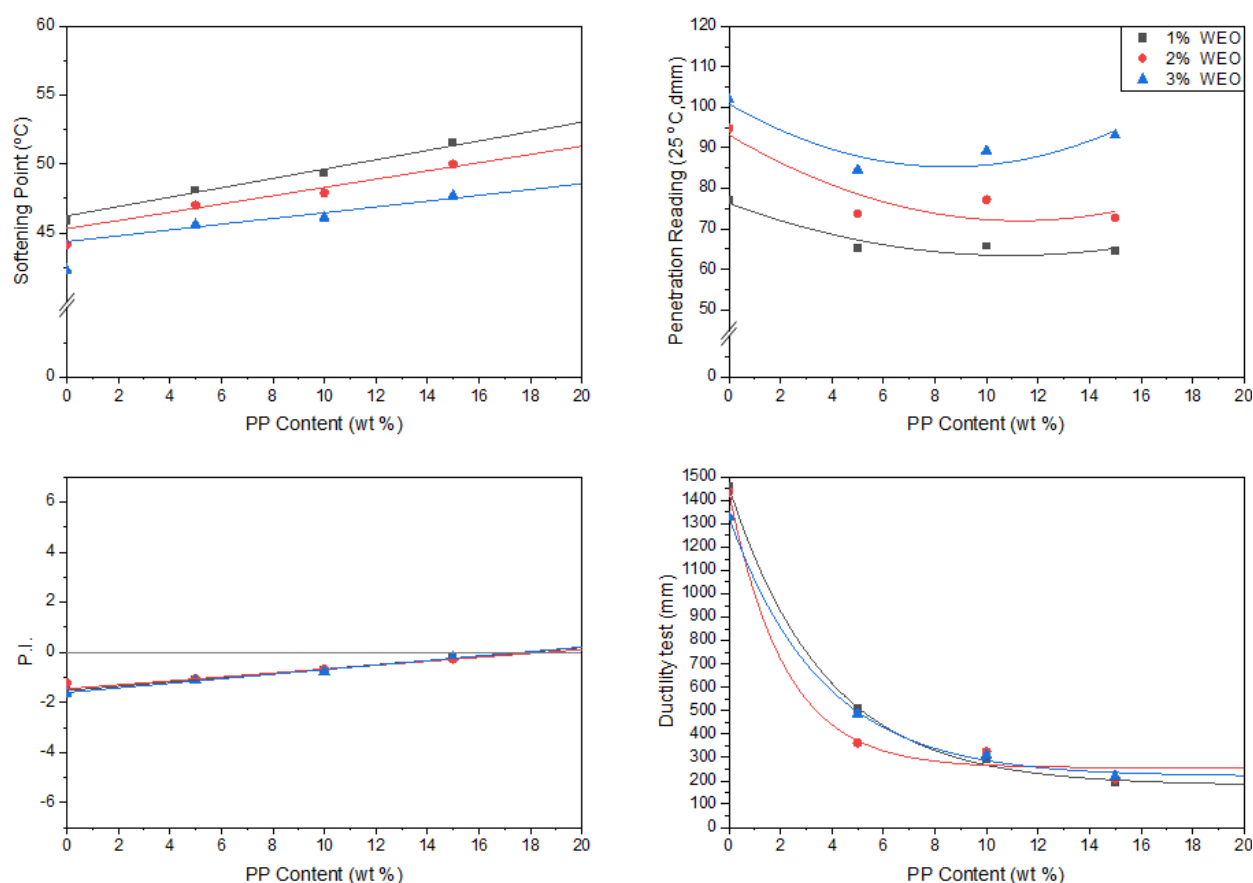 60
55
50
45
0
Softening Point (ºC)
0 2 4 6 8 10 12 14 16 18 20
PP Content (wt %)
1% WEO
2% WEO
3% WEO
120
110
100
90
80
70
60
50
0
Penetration Reading (25 °C,dmm)
0 2 4 6 8 10 12 14 16 18 20
PP Content (wt %)
6
4
2
0
-2
-4
-6
P.I.
0 2 4 6 8 10 12 14 16 18 20
PP Content (wt %)
1500
1400
1300
1200
1100
1000
900
800
700
600
500
400
300
200
100
0
Ductility test (mm)
0 2 4 6 8 10 12 14 16 18 20
PP Content (wt %)